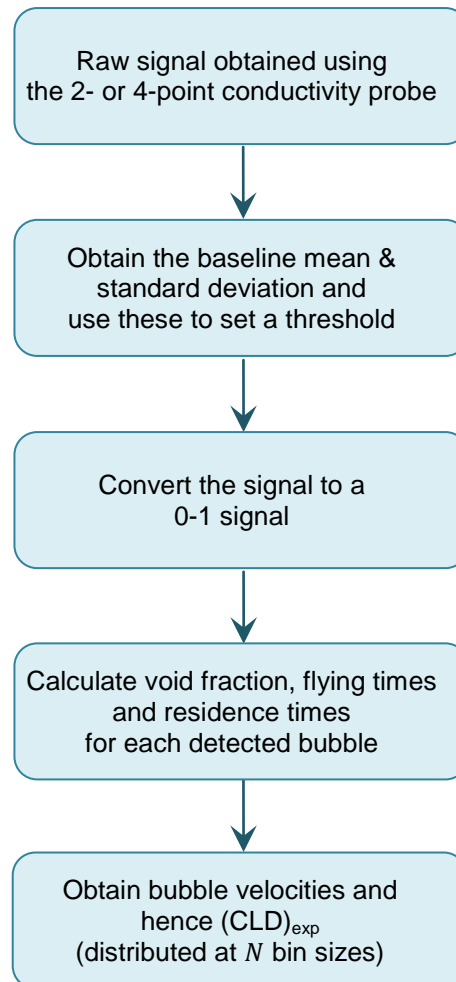 Raw signal obtained using
the 2- or 4-point conductivity probe
Obtain the baseline mean &
standard deviation and
use these to set a threshold
Convert the signal to a
0-1 signal
Calculate void fraction, flying times
and residence times
for each detected bubble
Obtain bubble velocities and
hence (CLD)exp
(distributed at N bin sizes)